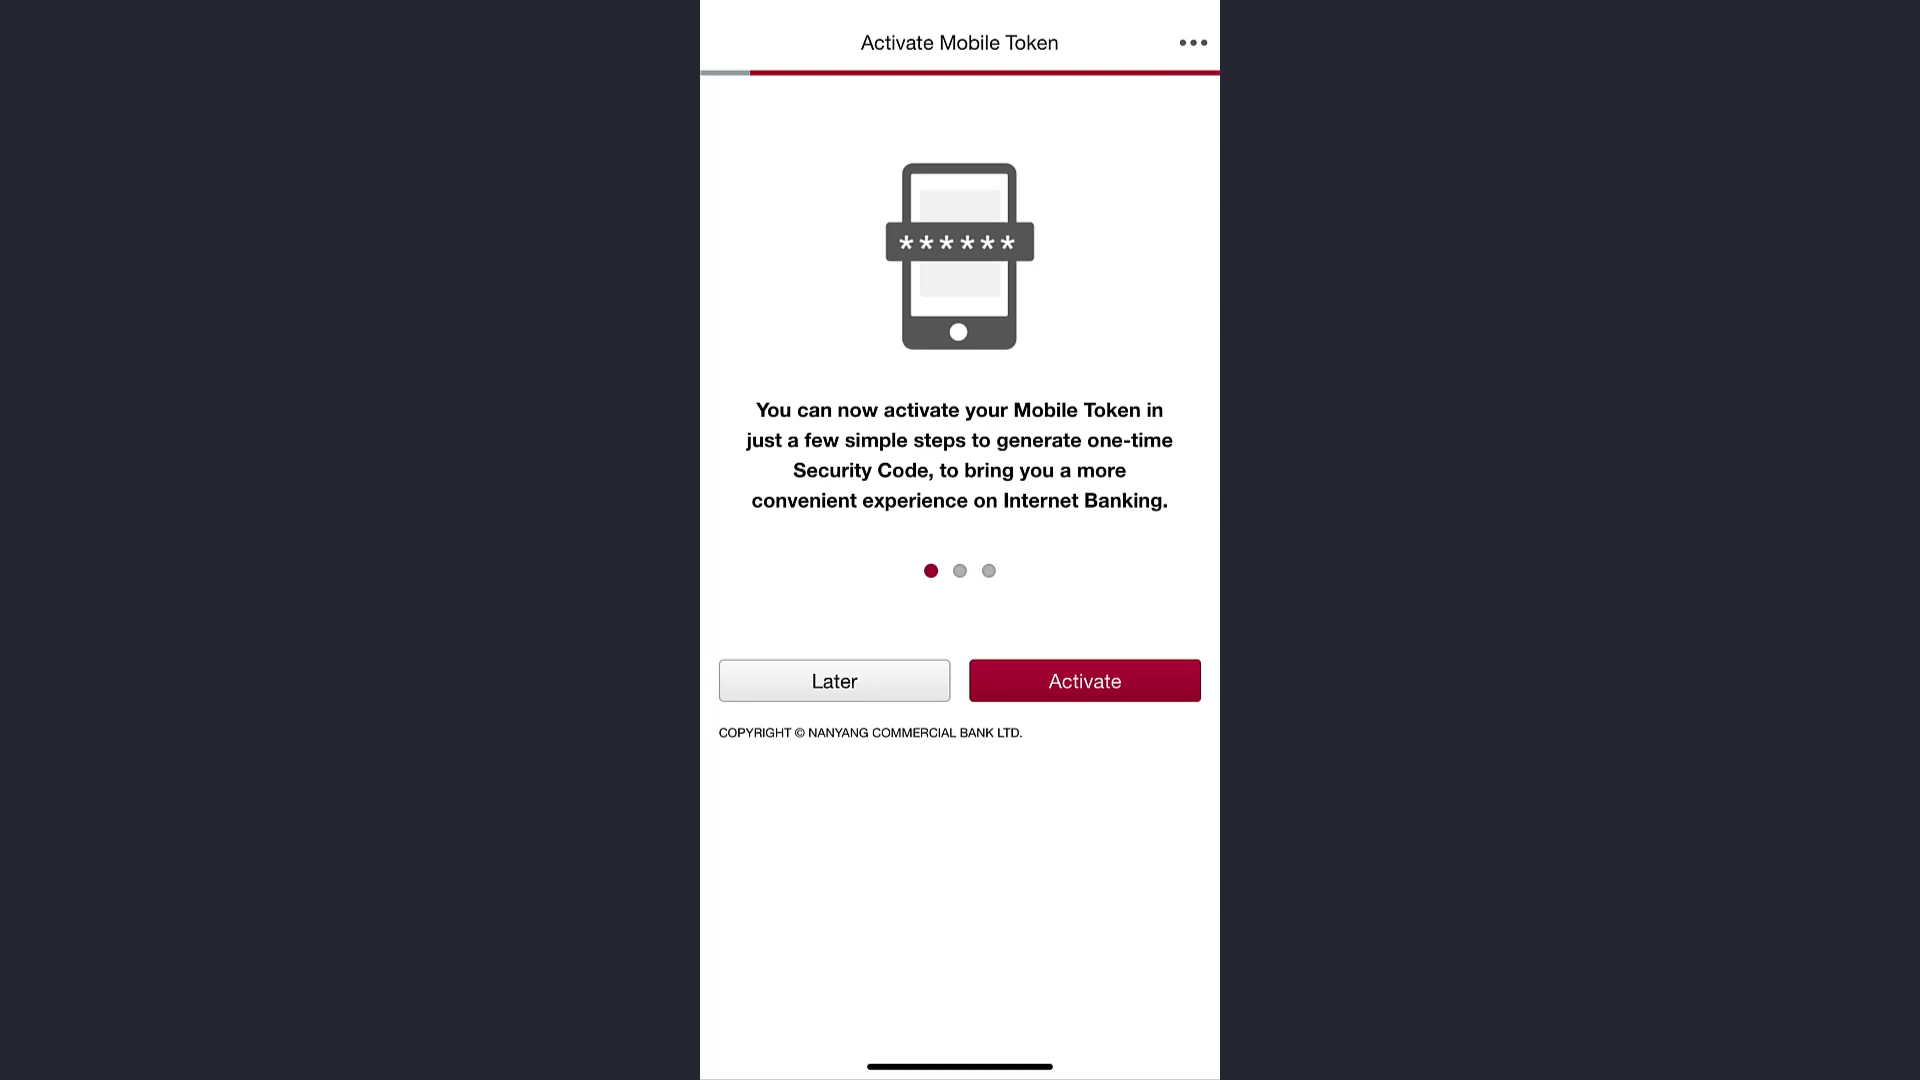 Activate Mobile Token
******
You can now activate your Mobile Token in
just a few simple steps to generate one-time
Security Code, to bring you a more
convenient experience on Internet Banking.
Later
Activate
COPYRIGHT © NANYANG COMMERCIAL BANK LTD.